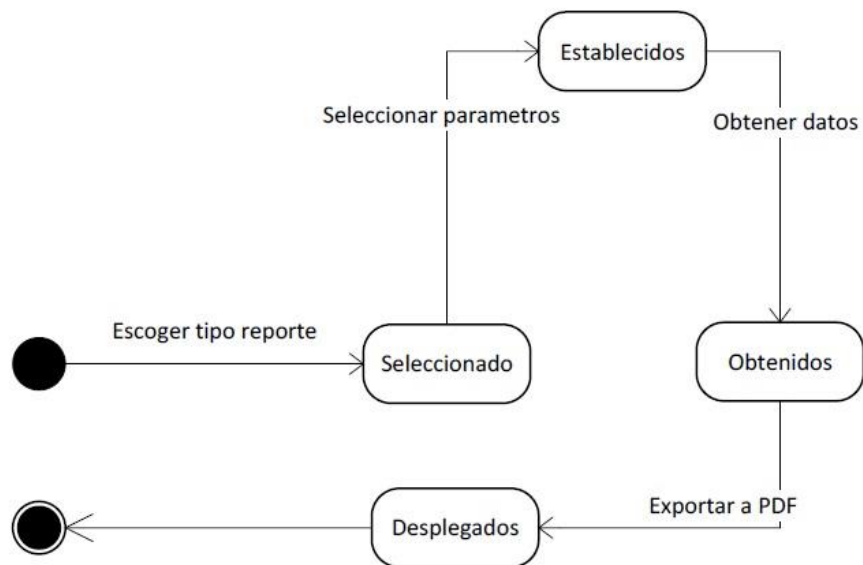 Establecidos
Seleccionar parametros
Obtener datos
Escoger tipo reporte
Seleccionado
Obtenidos
Exportar a PDF
Desplegados